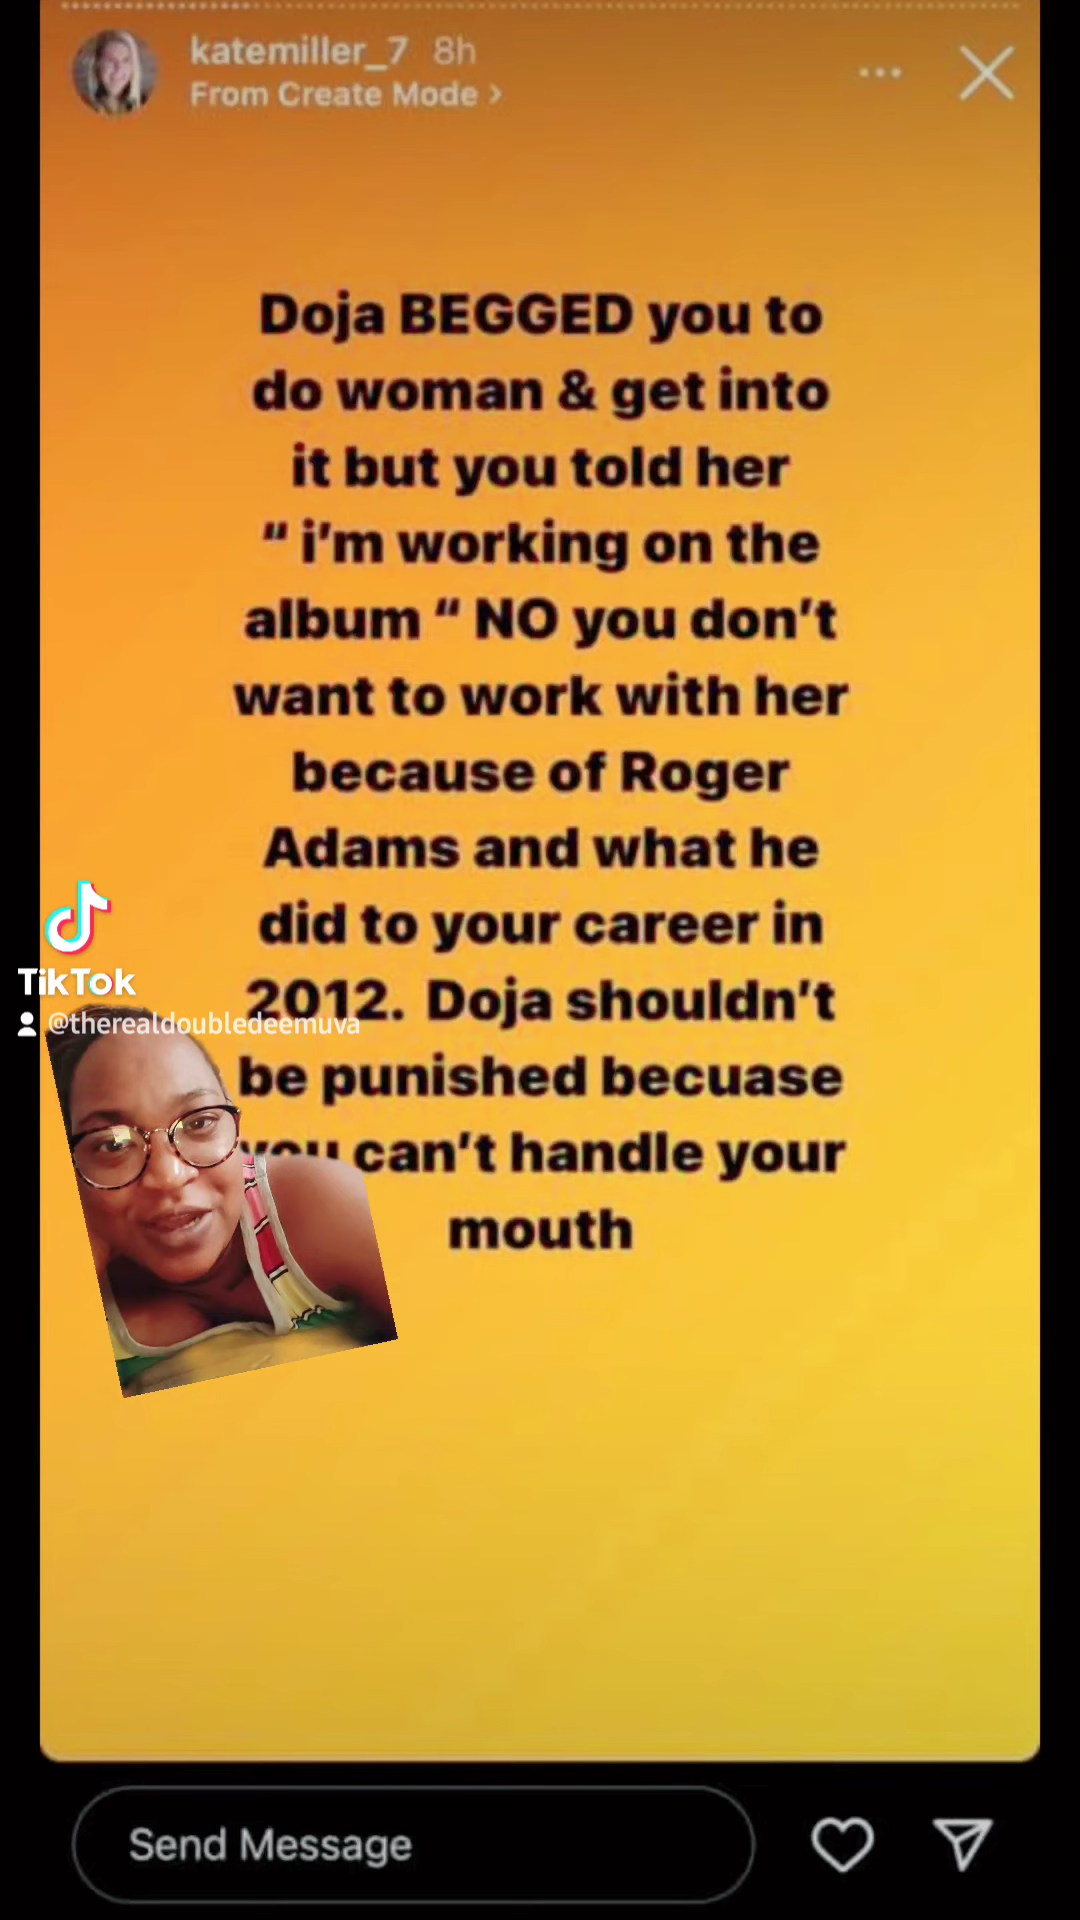 katemiller_7 8h
From Create Mode >
Doja BEGGED you to
do woman & get into
it but you told her
“ i’m working on the
album “ NO you don’t
want to work with her
because of Roger
Adams and what he
did to your career in
2012. Doja shouldn’t
be punished becuase
you can’t handle your
mouth
TikTok
@therealdoubledeemuva
Send Message